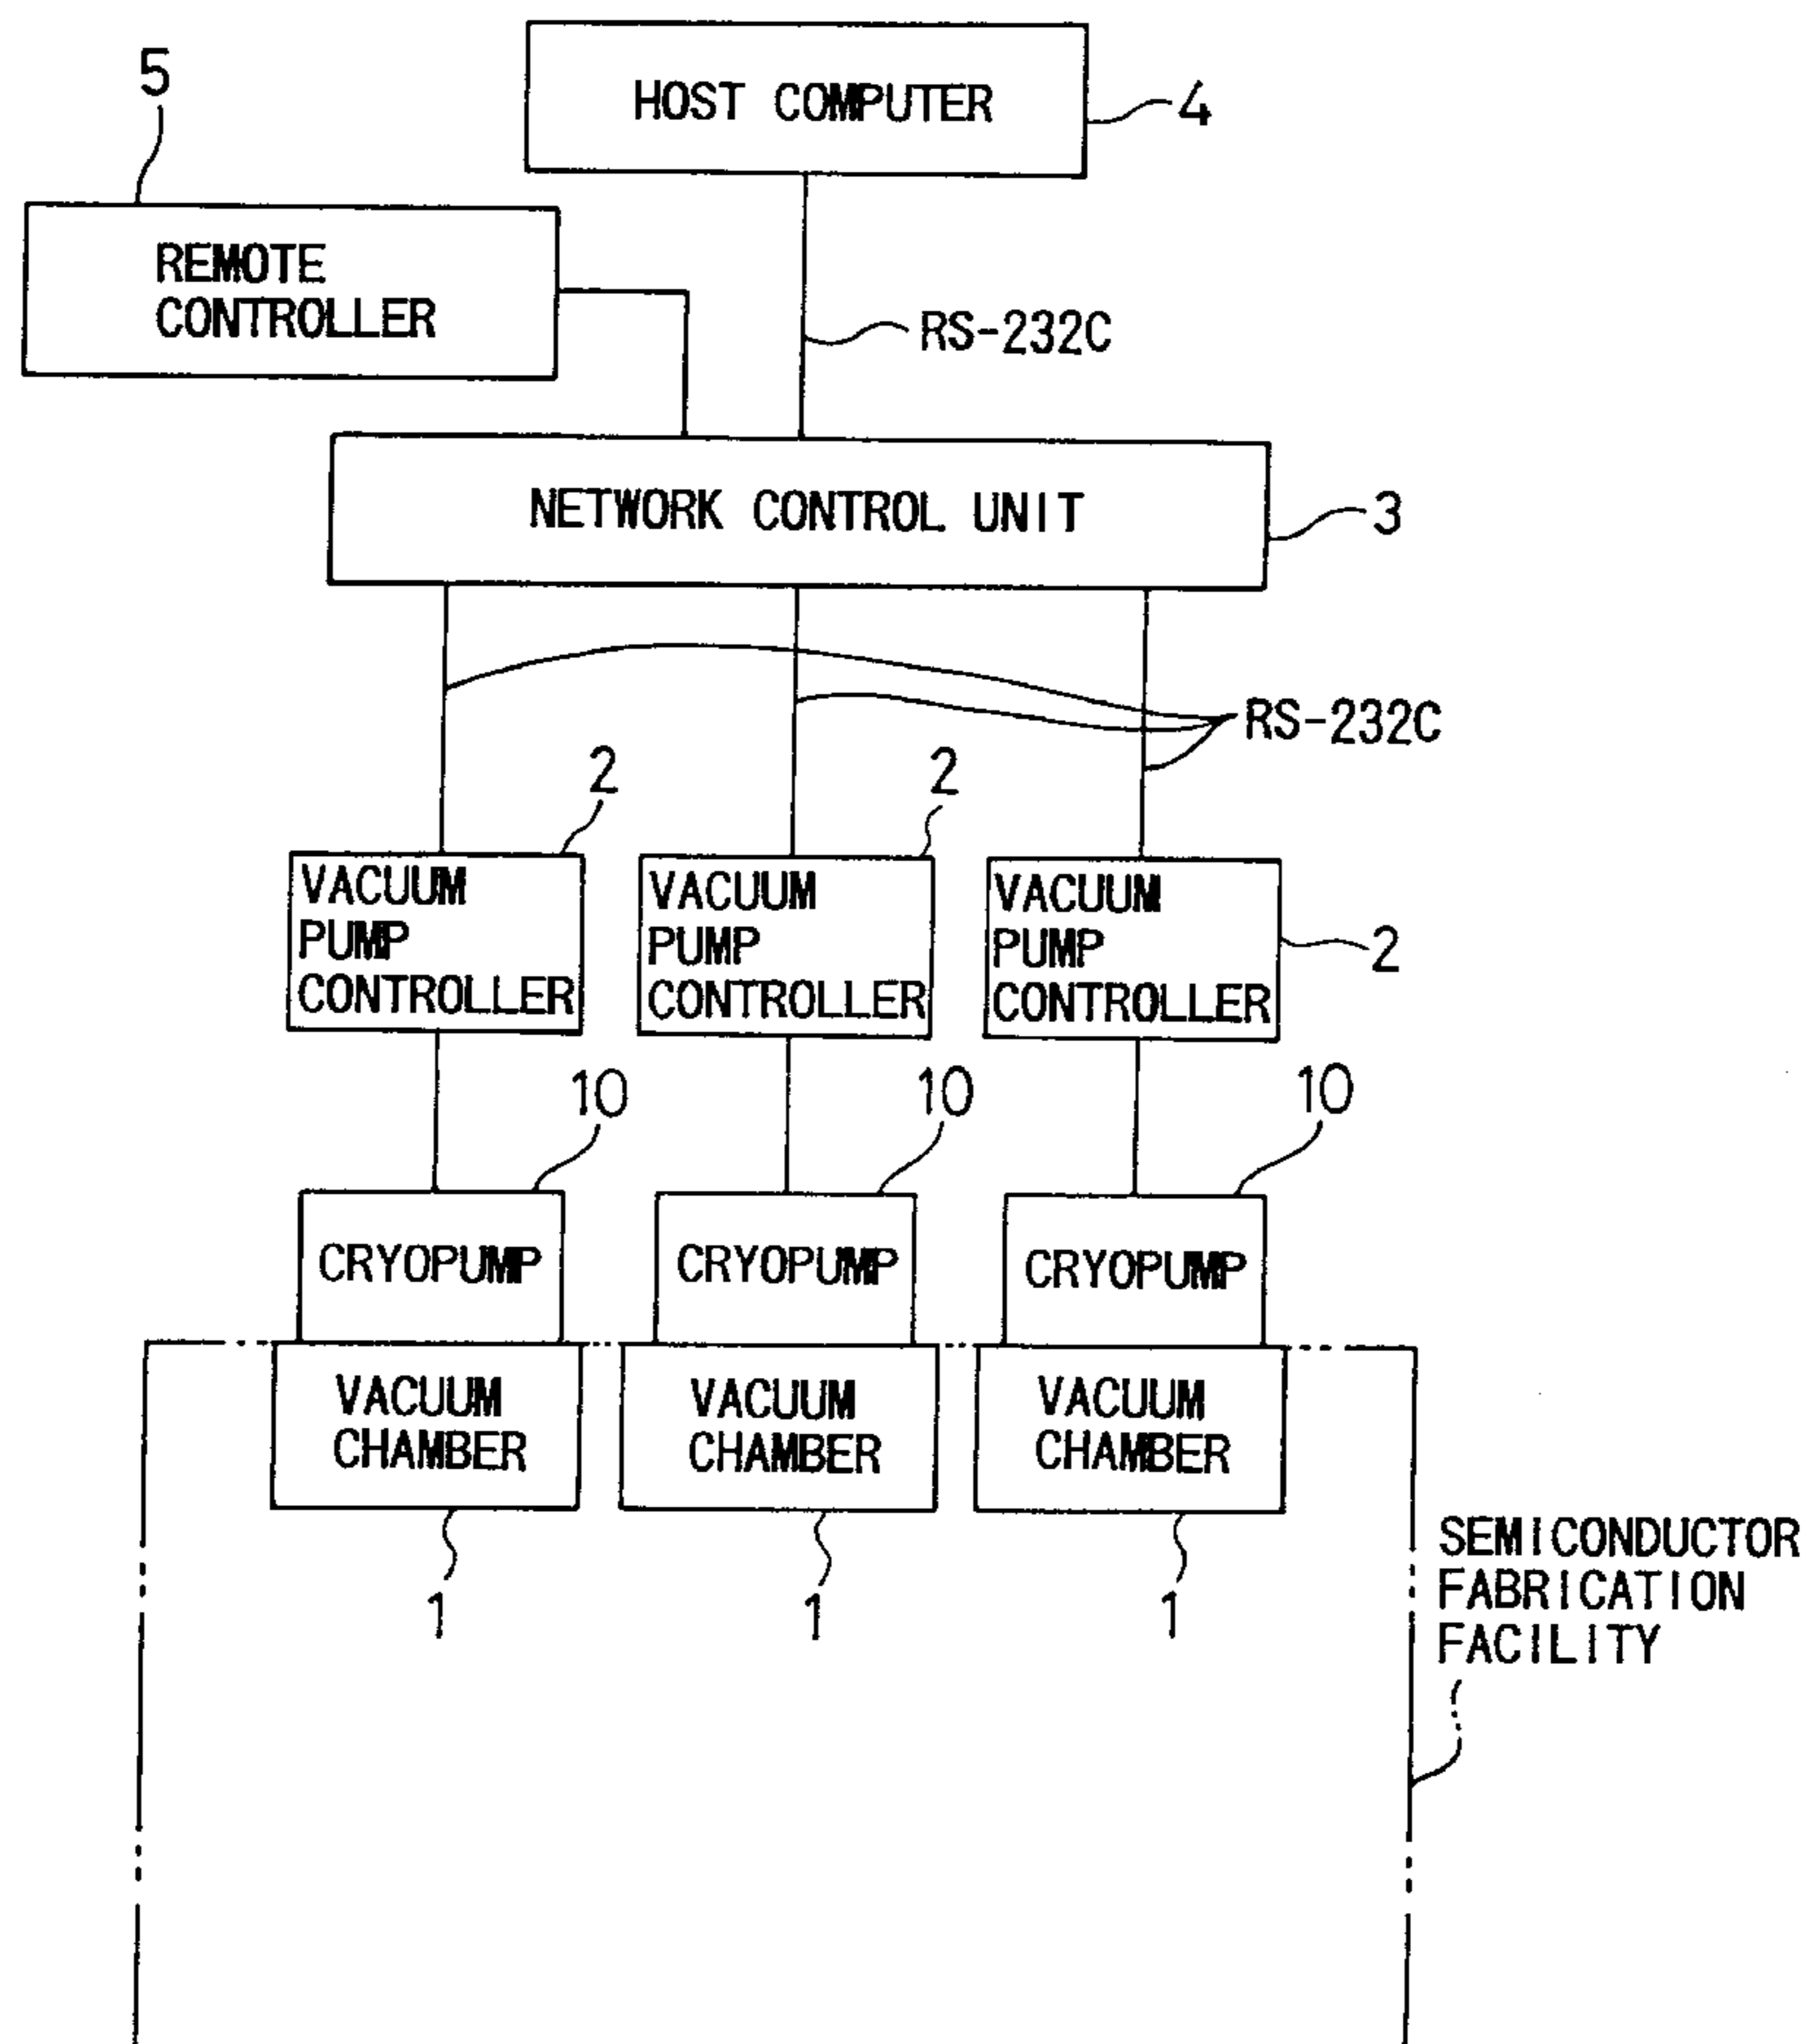 5
HOST COMPUTER
4
REMOTE
CONTROLLER
RS-232C
NETWORK CONTROL UNIT
3
RS-232C
2
2
VACUUM
PUMP
CONTROLLER
VACUUM
PUMP
CONTROLLER
VACUUM
PUMP
CONTROLLER
2
10
10
10
CRYOPUMP
CRYOPUMP
CRYOPUMP
VACUUM
CHAMBER
VACUUM
CHAMBER
VACUUM
CHAMBER
1
1
1
SEMICONDUCTOR
FABRICATION
FACILITY